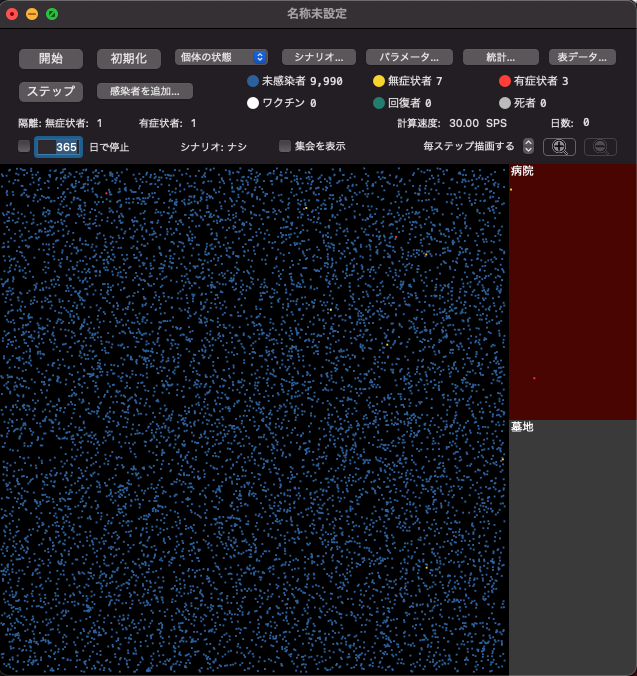 名称未設定
開始 初期化 個体の状態 シナリオ... パラメータ... 統計... 表データ...
ステップ 感染者を追加... 未感染者 9,990 無症状者 7 有症状者 3
ワクチン 0 回復者 0 死者 0
隔離: 無症状者: 1 有症状者: 1 計算速度: 30.00 SPS 日数: 0
365 日で停止 シナリオ: ナシ 集会を表示 毎ステップ描画する
病院
墓地